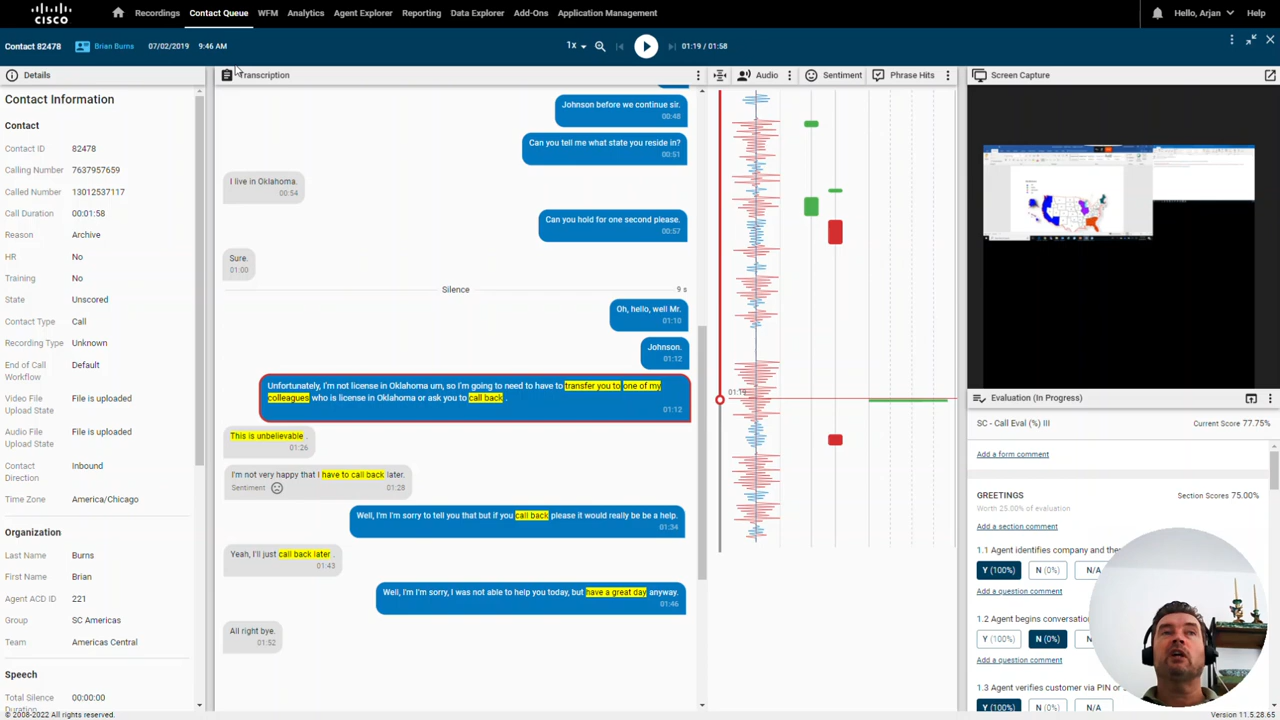 CISCO
Recordings
Contact Queue
WFM
Analytics
Agent Explorer
Reporting
Data Explorer
Add-Ons
Application Management
Hello, Arjan
Help
Contact 82478
Brian Burns
07/02/2019
9:46 AM
1x
01:19 / 01:58
Details
Contact Information
Contact
Contact ID 82478
Calling Number 7637957659
Called Number 13012537117
Call Duration 00:01:58
Reason Archive
HR No
Training No
State Unscored
Contact Type Call
Recording Type Unknown
End of Call Default
Workflow
Video File File is uploaded
Upload State
Audio File File is uploaded
Upload State
Contact Inbound
Direction
Time Zone America/Chicago
Organization
Last Name Burns
First Name Brian
Agent ACD ID 221
Group SC Americas
Team Americas Central
Speech
Total Silence 00:00:00
Duration
Transcription
Johnson before we continue sir.
00:48
Can you tell me what state you reside in?
00:51
I live in Oklahoma.
00:54
Can you hold for one second please.
00:57
Sure.
01:00
Silence 9 s
Oh, hello, well Mr.
01:10
Johnson.
01:12
Unfortunately, I'm not license in Oklahoma um, so I'm going to need to have to transfer you to one of my
colleagues who is license in Oklahoma or ask you to call back .
01:12
This is unbelievable .
01:26
I'm not very happy that I have to call back later.
Sentiment 01:28
Well, I'm I'm sorry to tell you that but if you call back please it would really be be a help.
01:34
Yeah, I'll just call back later .
01:43
Well, I'm I'm sorry, I was not able to help you today, but have a great day anyway.
01:46
All right bye.
01:52
Audio
Sentiment
Phrase Hits
Screen Capture
Evaluation (In Progress)
SC - Call Eval (%) III Current Score 77.75%
Add a form comment
GREETINGS Section Scores 75.00%
Worth 25.00% of evaluation
Add a section comment
1.1 Agent identifies company and
Y (100%) N (0%) N/A
Add a question comment
1.2 Agent begins conversation
Y (100%) N (0%)
Add a question comment
1.3 Agent verifies customer via PIN or
Y (100%) N (0%) N/A
© 2008-2022 All rights reserved.
Version 11.5.28.65